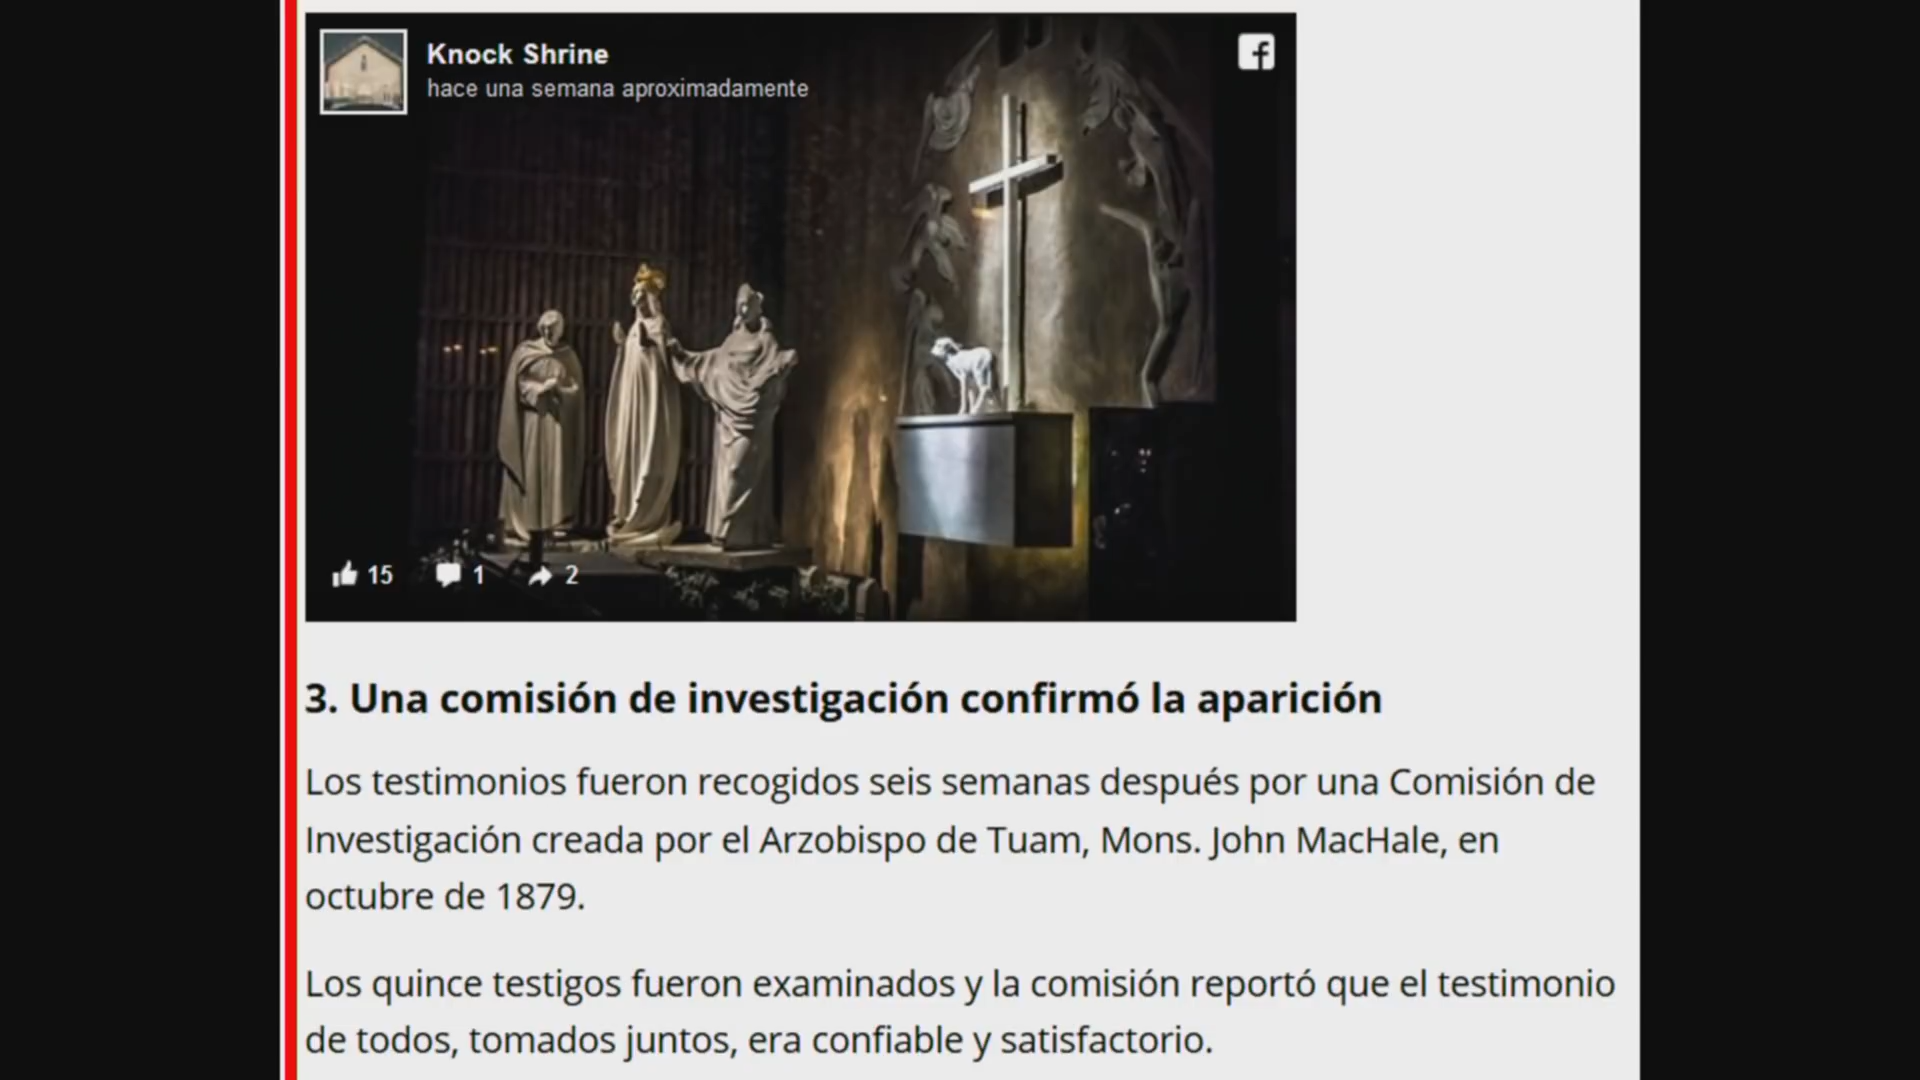 Knock Shrine
hace una semana aproximadamente
15 1 2
3. Una comisión de investigación confirmó la aparición
Los testimonios fueron recogidos seis semanas después por una Comisión de
Investigación creada por el Arzobispo de Tuam, Mons. John MacHale, en
octubre de 1879.
Los quince testigos fueron examinados y la comisión reportó que el testimonio
de todos, tomados juntos, era confiable y satisfactorio.